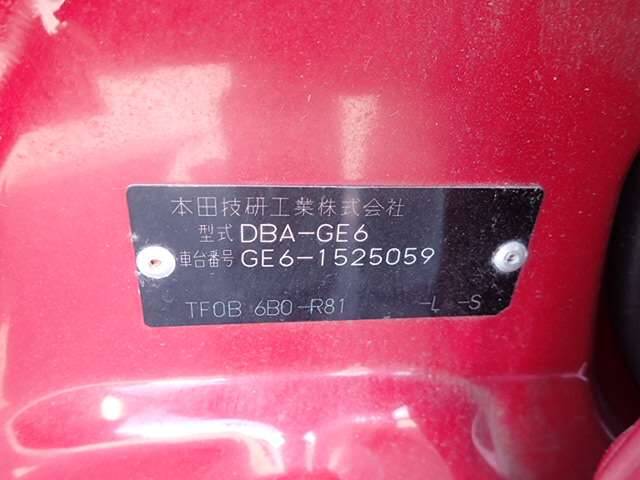 本田技研工業株式会社
型式 DBA-GE6
車台番号 GE6-1525059
TF0B 6B0-R81 -L -S